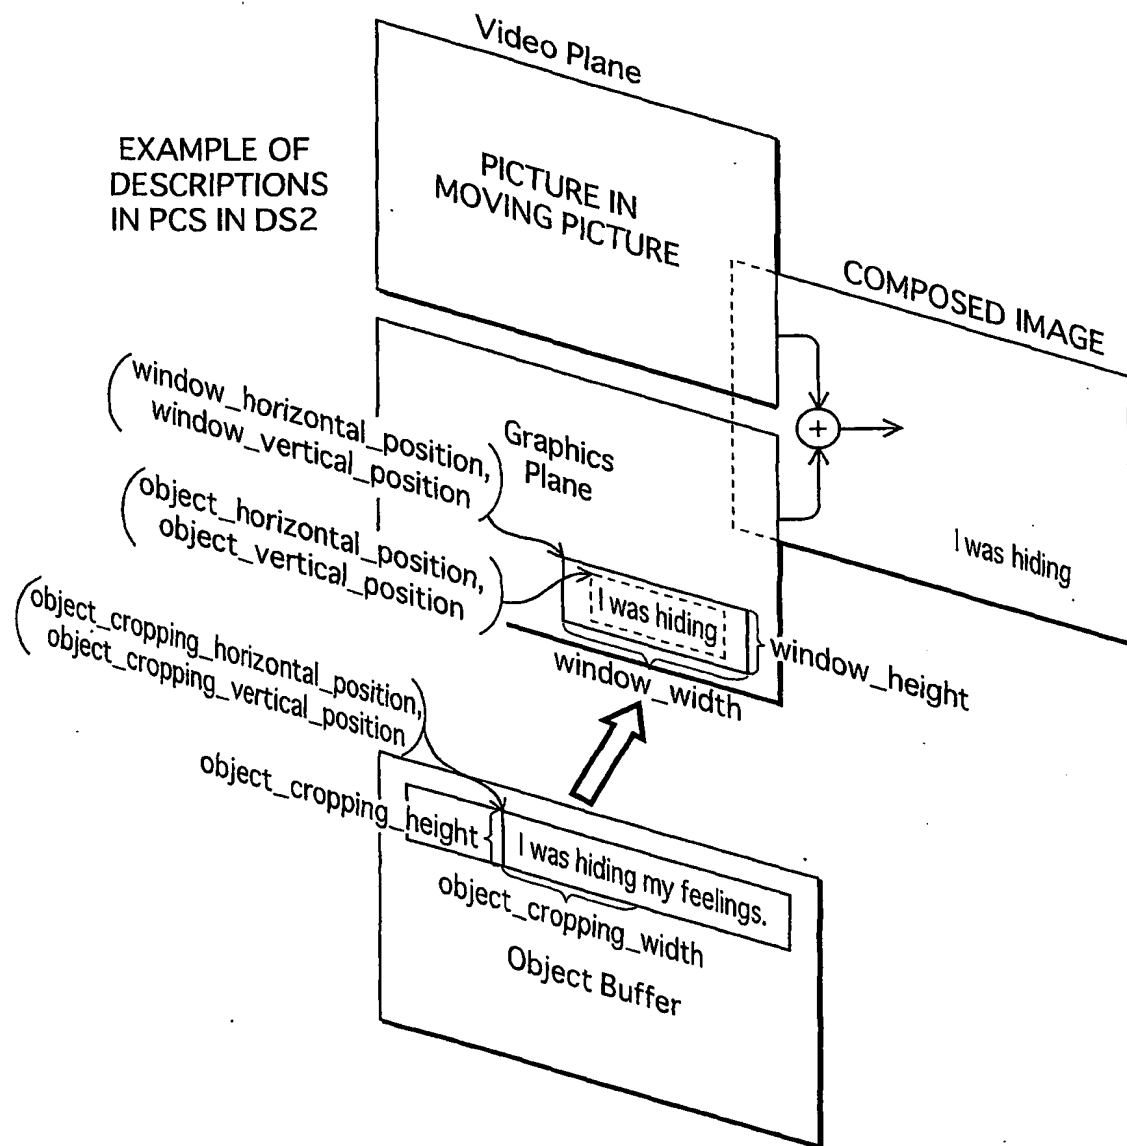 Video Plane
EXAMPLE OF
DESCRIPTIONS
IN PCS IN DS2
PICTURE IN
MOVING PICTURE
COMPOSED IMAGE
(window_horizontal_position,
window_vertical_position)
Graphics
Plane
(object_horizontal_position,
object_vertical_position)
+
I was hiding
I was hiding
window_height
window_width
(object_cropping_horizontal_position,
object_cropping_vertical_position)
object_cropping_height
I was hiding my feelings.
object_cropping_width
Object Buffer